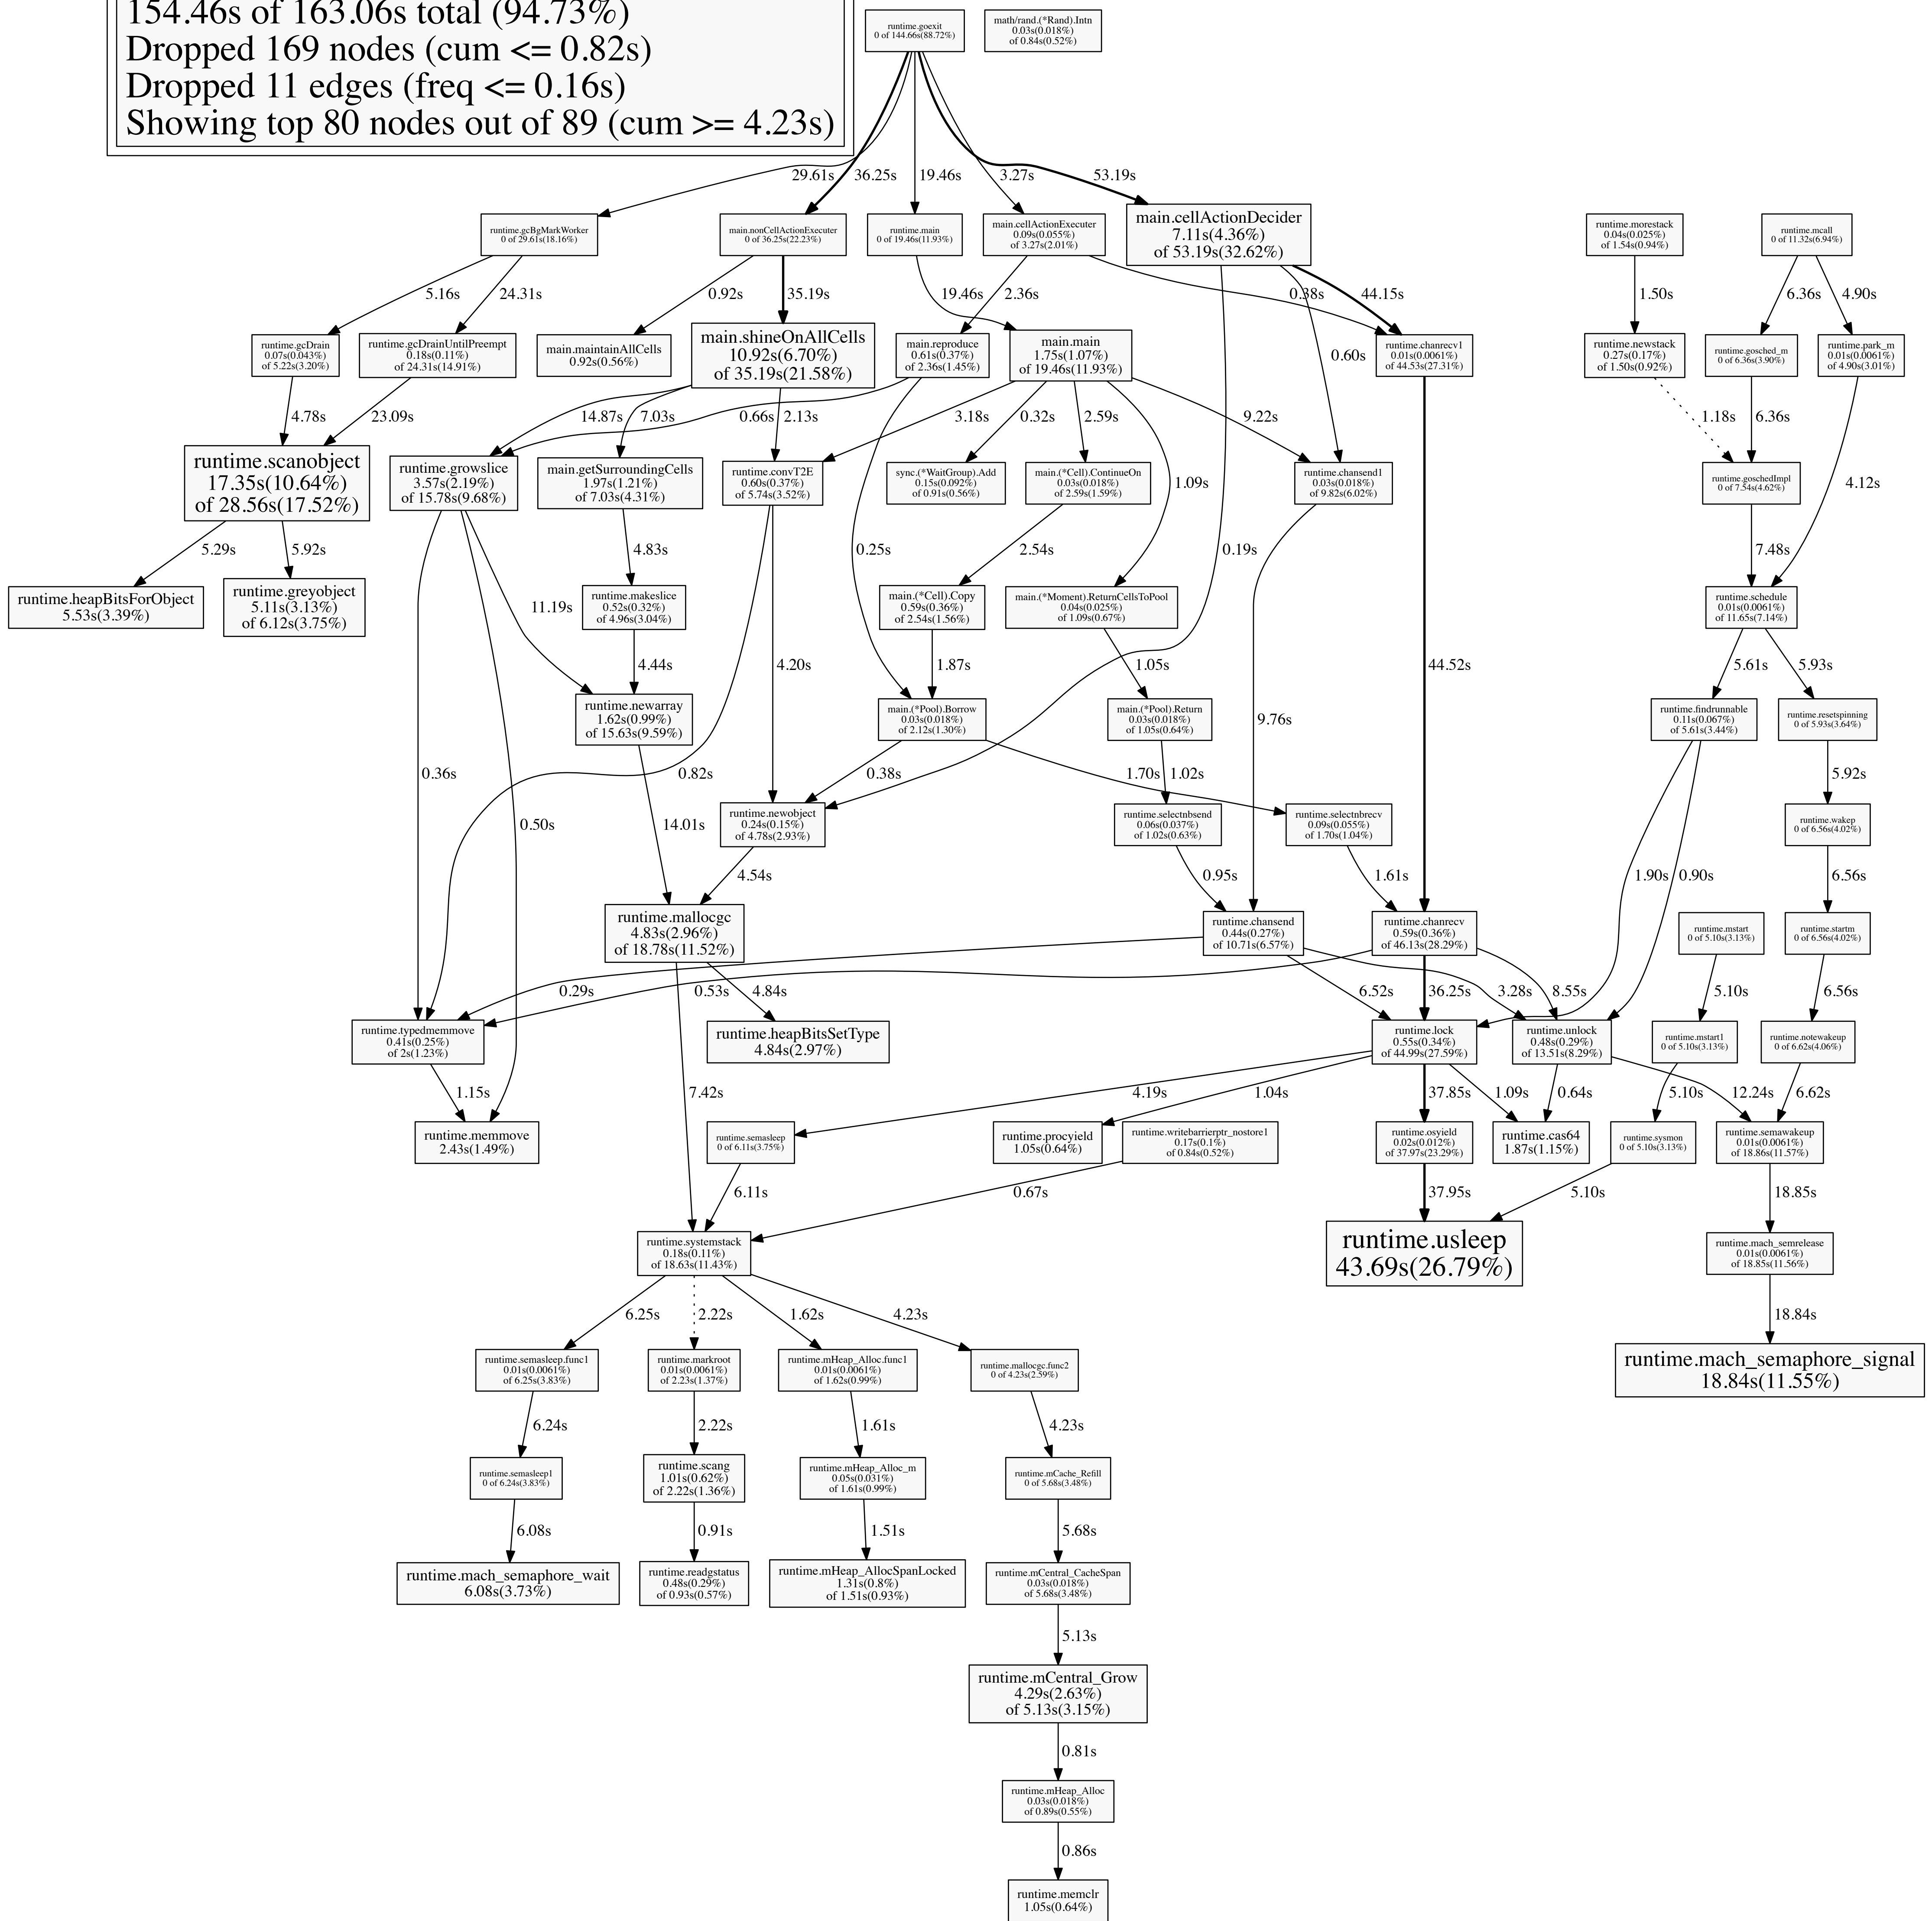 154.46s of 163.06s total (94.73%)
Dropped 169 nodes (cum <= 0.82s)
Dropped 11 edges (freq <= 0.16s)
Showing top 80 nodes out of 89 (cum >= 4.23s)
runtime.goexit
0 of 144.66s(88.72%)
math/rand.(*Rand).Intn
0.03s(0.018%)
of 0.84s(0.52%)
29.61s
36.25s
19.46s
3.27s
53.19s
runtime.gcBgMarkWorker
0 of 29.61s(18.16%)
main.nonCellActionExecuter
0 of 36.25s(22.23%)
runtime.main
0 of 19.46s(11.93%)
main.cellActionExecuter
0.09s(0.055%)
of 3.27s(2.01%)
main.cellActionDecider
7.11s(4.36%)
of 53.19s(32.62%)
runtime.morestack
0.04s(0.025%)
of 1.54s(0.94%)
runtime.mcall
0 of 11.32s(6.94%)
5.16s
24.31s
0.92s
35.19s
19.46s
2.36s
0.38s
44.15s
1.50s
6.36s
4.90s
runtime.gcDrain
0.07s(0.043%)
of 5.22s(3.20%)
runtime.gcDrainUntilPreempt
0.18s(0.11%)
of 24.31s(14.91%)
main.maintainAllCells
0.92s(0.56%)
main.shineOnAllCells
10.92s(6.70%)
of 35.19s(21.58%)
main.reproduce
0.61s(0.37%)
of 2.36s(1.45%)
main.main
1.75s(1.07%)
of 19.46s(11.93%)
0.60s
runtime.chanrecv1
0.01s(0.0061%)
of 44.53s(27.31%)
runtime.newstack
0.27s(0.17%)
of 1.50s(0.92%)
runtime.gosched_m
0 of 6.36s(3.90%)
runtime.park_m
0.01s(0.0061%)
of 4.90s(3.01%)
4.78s
23.09s
14.87s
7.03s
0.66s
2.13s
3.18s
0.32s
2.59s
9.22s
1.18s
6.36s
runtime.scanobject
17.35s(10.64%)
of 28.56s(17.52%)
runtime.growslice
3.57s(2.19%)
of 15.78s(9.68%)
main.getSurroundingCells
1.97s(1.21%)
of 7.03s(4.31%)
runtime.convT2E
0.60s(0.37%)
of 5.74s(3.52%)
sync.(*WaitGroup).Add
0.15s(0.092%)
of 0.91s(0.56%)
main.(*Cell).ContinueOn
0.03s(0.018%)
of 2.59s(1.59%)
1.09s
runtime.chansend1
0.03s(0.018%)
of 9.82s(6.02%)
runtime.goschedImpl
0 of 7.54s(4.62%)
4.12s
5.29s
5.92s
4.83s
0.25s
2.54s
0.19s
7.48s
runtime.heapBitsForObject
5.53s(3.39%)
runtime.greyobject
5.11s(3.13%)
of 6.12s(3.75%)
11.19s
runtime.makeslice
0.52s(0.32%)
of 4.96s(3.04%)
main.(*Cell).Copy
0.59s(0.36%)
of 2.54s(1.56%)
main.(*Moment).ReturnCellsToPool
0.04s(0.025%)
of 1.09s(0.67%)
runtime.schedule
0.01s(0.0061%)
of 11.65s(7.14%)
4.44s
4.20s
1.87s
1.05s
44.52s
5.61s
5.93s
runtime.newarray
1.62s(0.99%)
of 15.63s(9.59%)
main.(*Pool).Borrow
0.03s(0.018%)
of 2.12s(1.30%)
main.(*Pool).Return
0.03s(0.018%)
of 1.05s(0.64%)
9.76s
runtime.findrunnable
0.11s(0.067%)
of 5.61s(3.44%)
runtime.resetspinning
0 of 5.93s(3.64%)
0.36s
0.82s
0.38s
1.70s
1.02s
5.92s
0.50s
14.01s
runtime.newobject
0.24s(0.15%)
of 4.78s(2.93%)
runtime.selectnbsend
0.06s(0.037%)
of 1.02s(0.63%)
runtime.selectnbrecv
0.09s(0.055%)
of 1.70s(1.04%)
runtime.wakep
0 of 6.56s(4.02%)
4.54s
0.95s
1.61s
1.90s
0.90s
6.56s
runtime.mallocgc
4.83s(2.96%)
of 18.78s(11.52%)
runtime.chansend
0.44s(0.27%)
of 10.71s(6.57%)
runtime.chanrecv
0.59s(0.36%)
of 46.13s(28.29%)
runtime.mstart
0 of 5.10s(3.13%)
runtime.startm
0 of 6.56s(4.02%)
0.29s
0.53s
4.84s
6.52s
36.25s
3.28s
8.55s
5.10s
6.56s
runtime.typedmemmove
0.41s(0.25%)
of 2s(1.23%)
runtime.heapBitsSetType
4.84s(2.97%)
runtime.lock
0.55s(0.34%)
of 44.99s(27.59%)
runtime.unlock
0.48s(0.29%)
of 13.51s(8.29%)
runtime.mstart1
0 of 5.10s(3.13%)
runtime.notewakeup
0 of 6.62s(4.06%)
1.15s
7.42s
4.19s
1.04s
37.85s
1.09s
0.64s
5.10s
12.24s
6.62s
runtime.memmove
2.43s(1.49%)
runtime.semasleep
0 of 6.11s(3.75%)
runtime.procyield
1.05s(0.64%)
runtime.writebarrierptr_nostore1
0.17s(0.1%)
of 0.84s(0.52%)
runtime.osyield
0.02s(0.012%)
of 37.97s(23.29%)
runtime.cas64
1.87s(1.15%)
runtime.sysmon
0 of 5.10s(3.13%)
runtime.semawakeup
0.01s(0.0061%)
of 18.86s(11.57%)
6.11s
0.67s
37.95s
5.10s
18.85s
runtime.systemstack
0.18s(0.11%)
of 18.63s(11.43%)
runtime.usleep
43.69s(26.79%)
runtime.mach_semrelease
0.01s(0.0061%)
of 18.85s(11.56%)
6.25s
2.22s
1.62s
4.23s
18.84s
runtime.semasleep.func1
0.01s(0.0061%)
of 6.25s(3.83%)
runtime.markroot
0.01s(0.0061%)
of 2.23s(1.37%)
runtime.mHeap_Alloc.func1
0.01s(0.0061%)
of 1.62s(0.99%)
runtime.mallocgc.func2
0 of 4.23s(2.59%)
runtime.mach_semaphore_signal
18.84s(11.55%)
6.24s
2.22s
1.61s
4.23s
runtime.semasleep1
0 of 6.24s(3.83%)
runtime.scang
1.01s(0.62%)
of 2.22s(1.36%)
runtime.mHeap_Alloc_m
0.05s(0.031%)
of 1.61s(0.99%)
runtime.mCache_Refill
0 of 5.68s(3.48%)
6.08s
0.91s
1.51s
5.68s
runtime.mach_semaphore_wait
6.08s(3.73%)
runtime.readgstatus
0.48s(0.29%)
of 0.93s(0.57%)
runtime.mHeap_AllocSpanLocked
1.31s(0.8%)
of 1.51s(0.93%)
runtime.mCentral_CacheSpan
0.03s(0.018%)
of 5.68s(3.48%)
5.13s
runtime.mCentral_Grow
4.29s(2.63%)
of 5.13s(3.15%)
0.81s
runtime.mHeap_Alloc
0.03s(0.018%)
of 0.89s(0.55%)
0.86s
runtime.memclr
1.05s(0.64%)